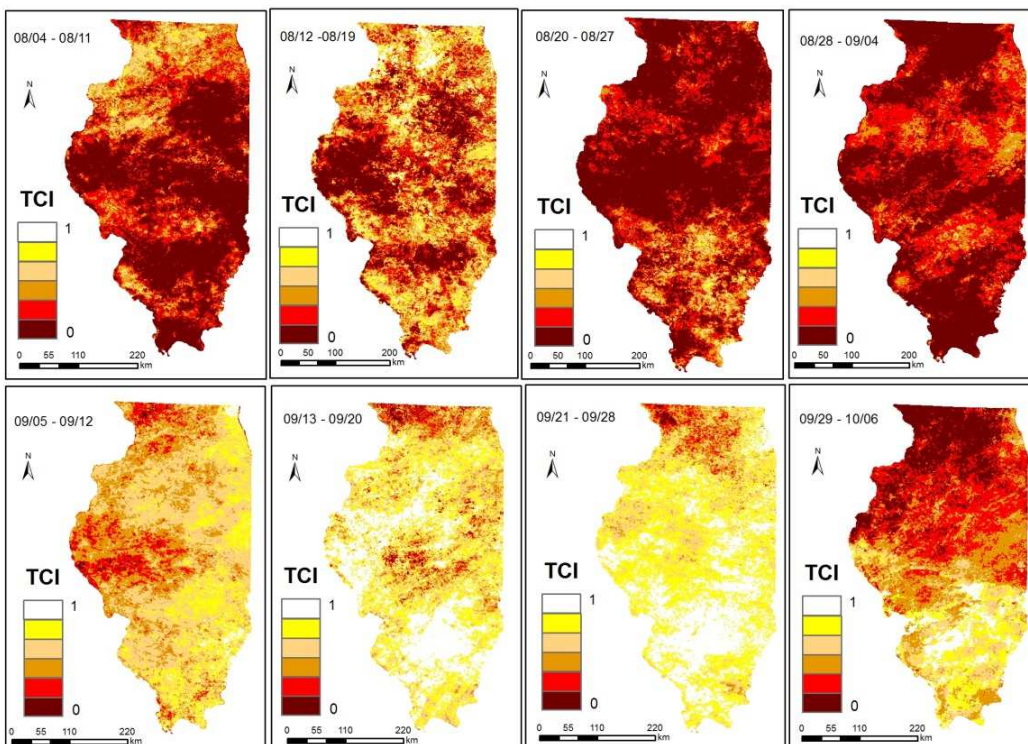 08/04 - 08/11
N
TCI
1
0
0 55 110 220
km
08/12 -08/19
N
TCI
1
0
0 50 100 200
km
08/20 - 08/27
N
TCI
1
0
0 50 100 200
km
08/28 - 09/04
N
TCI
1
0
0 50 100 200
km
09/05 - 09/12
N
TCI
1
0
0 55 110 220
km
09/13 - 09/20
N
TCI
1
0
0 55 110 220
km
09/21 - 09/28
N
TCI
1
0
0 55 110 220
km
09/29 - 10/06
N
TCI
1
0
0 55 110 220
km